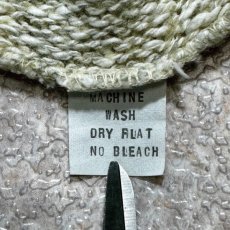 MACHINE
WASH
DRY FLAT
NO BLEACH